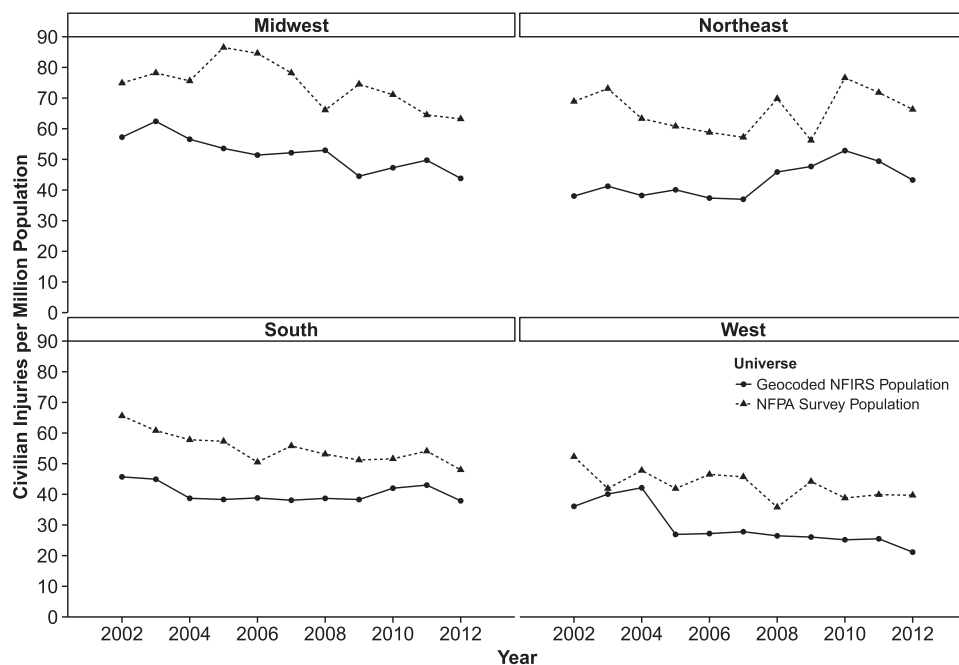 Midwest
Northeast
90
80
70
60
50
40
30
20
10
0
South
West
90
80
70
60
50
40
30
20
10
0
Universe
Geocoded NFIRS Population
NFPA Survey Population
2002 2004 2006 2008 2010 2012
2002 2004 2006 2008 2010 2012
Year
Civilian Injuries per Million Population